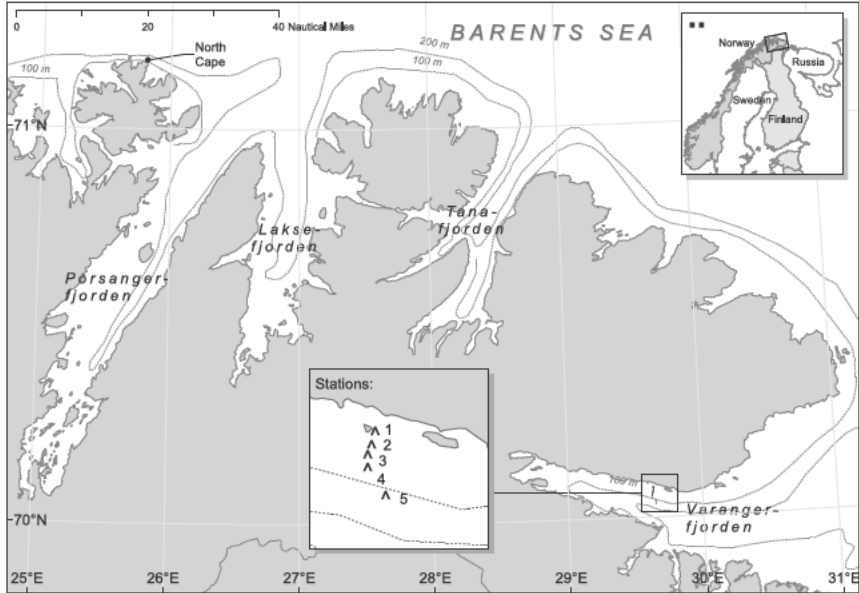 0 20 40 Nautical Miles
BARENTS SEA
North
Cape
200 m
100 m
100 m
71°N
Norway
Russia
Sweden
Finland
Tana-
fjorden
Lakse-
fjorden
Porsanger-
fjorden
Stations:
1
2
3
4
5
100 m
Varanger-
fjorden
70°N
25°E 26°E 27°E 28°E 29°E 30°E 31°E